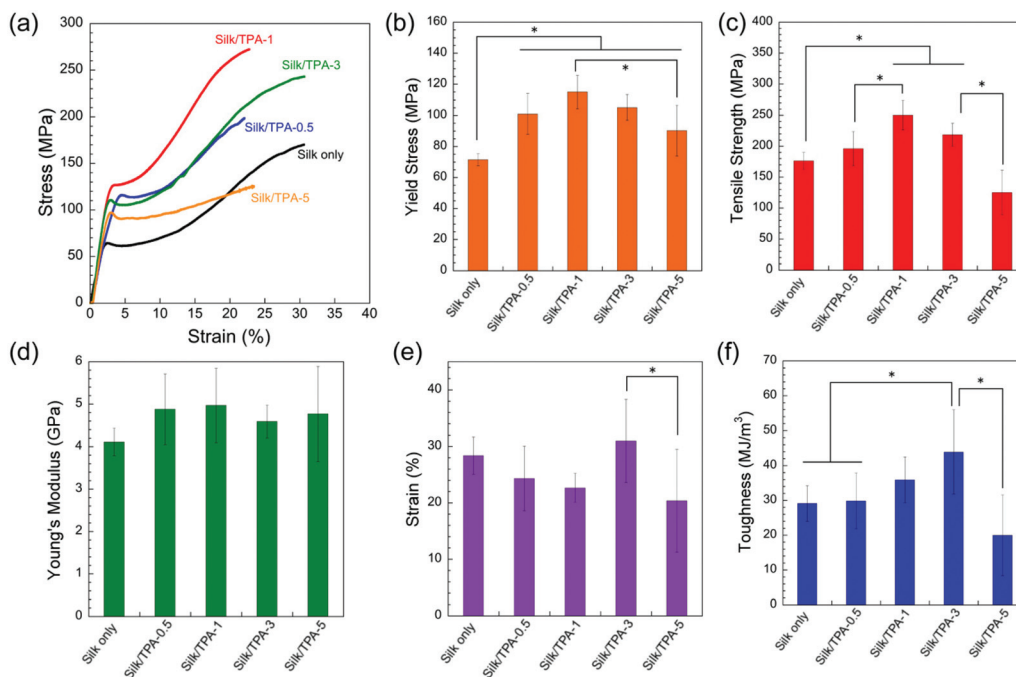 (a)
300
250
200
150
100
50
0
Stress (MPa)
0 5 10 15 20 25 30 35 40
Strain (%)
Silk/TPA-1
Silk/TPA-3
Silk/TPA-0.5
Silk only
Silk/TPA-5
(b)
160
140
120
100
80
60
40
20
0
Yield Stress (MPa)
*
*
Silk only
Silk/TPA-0.5
Silk/TPA-1
Silk/TPA-3
Silk/TPA-5
(c)
400
350
300
250
200
150
100
50
0
Tensile Strength (MPa)
*
*
*
Silk only
Silk/TPA-0.5
Silk/TPA-1
Silk/TPA-3
Silk/TPA-5
(d)
6
5
4
3
2
1
0
Young's Modulus (GPa)
Silk only
Silk/TPA-0.5
Silk/TPA-1
Silk/TPA-3
Silk/TPA-5
(e)
40
30
20
10
0
Strain (%)
*
Silk only
Silk/TPA-0.5
Silk/TPA-1
Silk/TPA-3
Silk/TPA-5
(f)
70
60
50
40
30
20
10
0
Toughness (MJ/m³)
*
*
Silk only
Silk/TPA-0.5
Silk/TPA-1
Silk/TPA-3
Silk/TPA-5